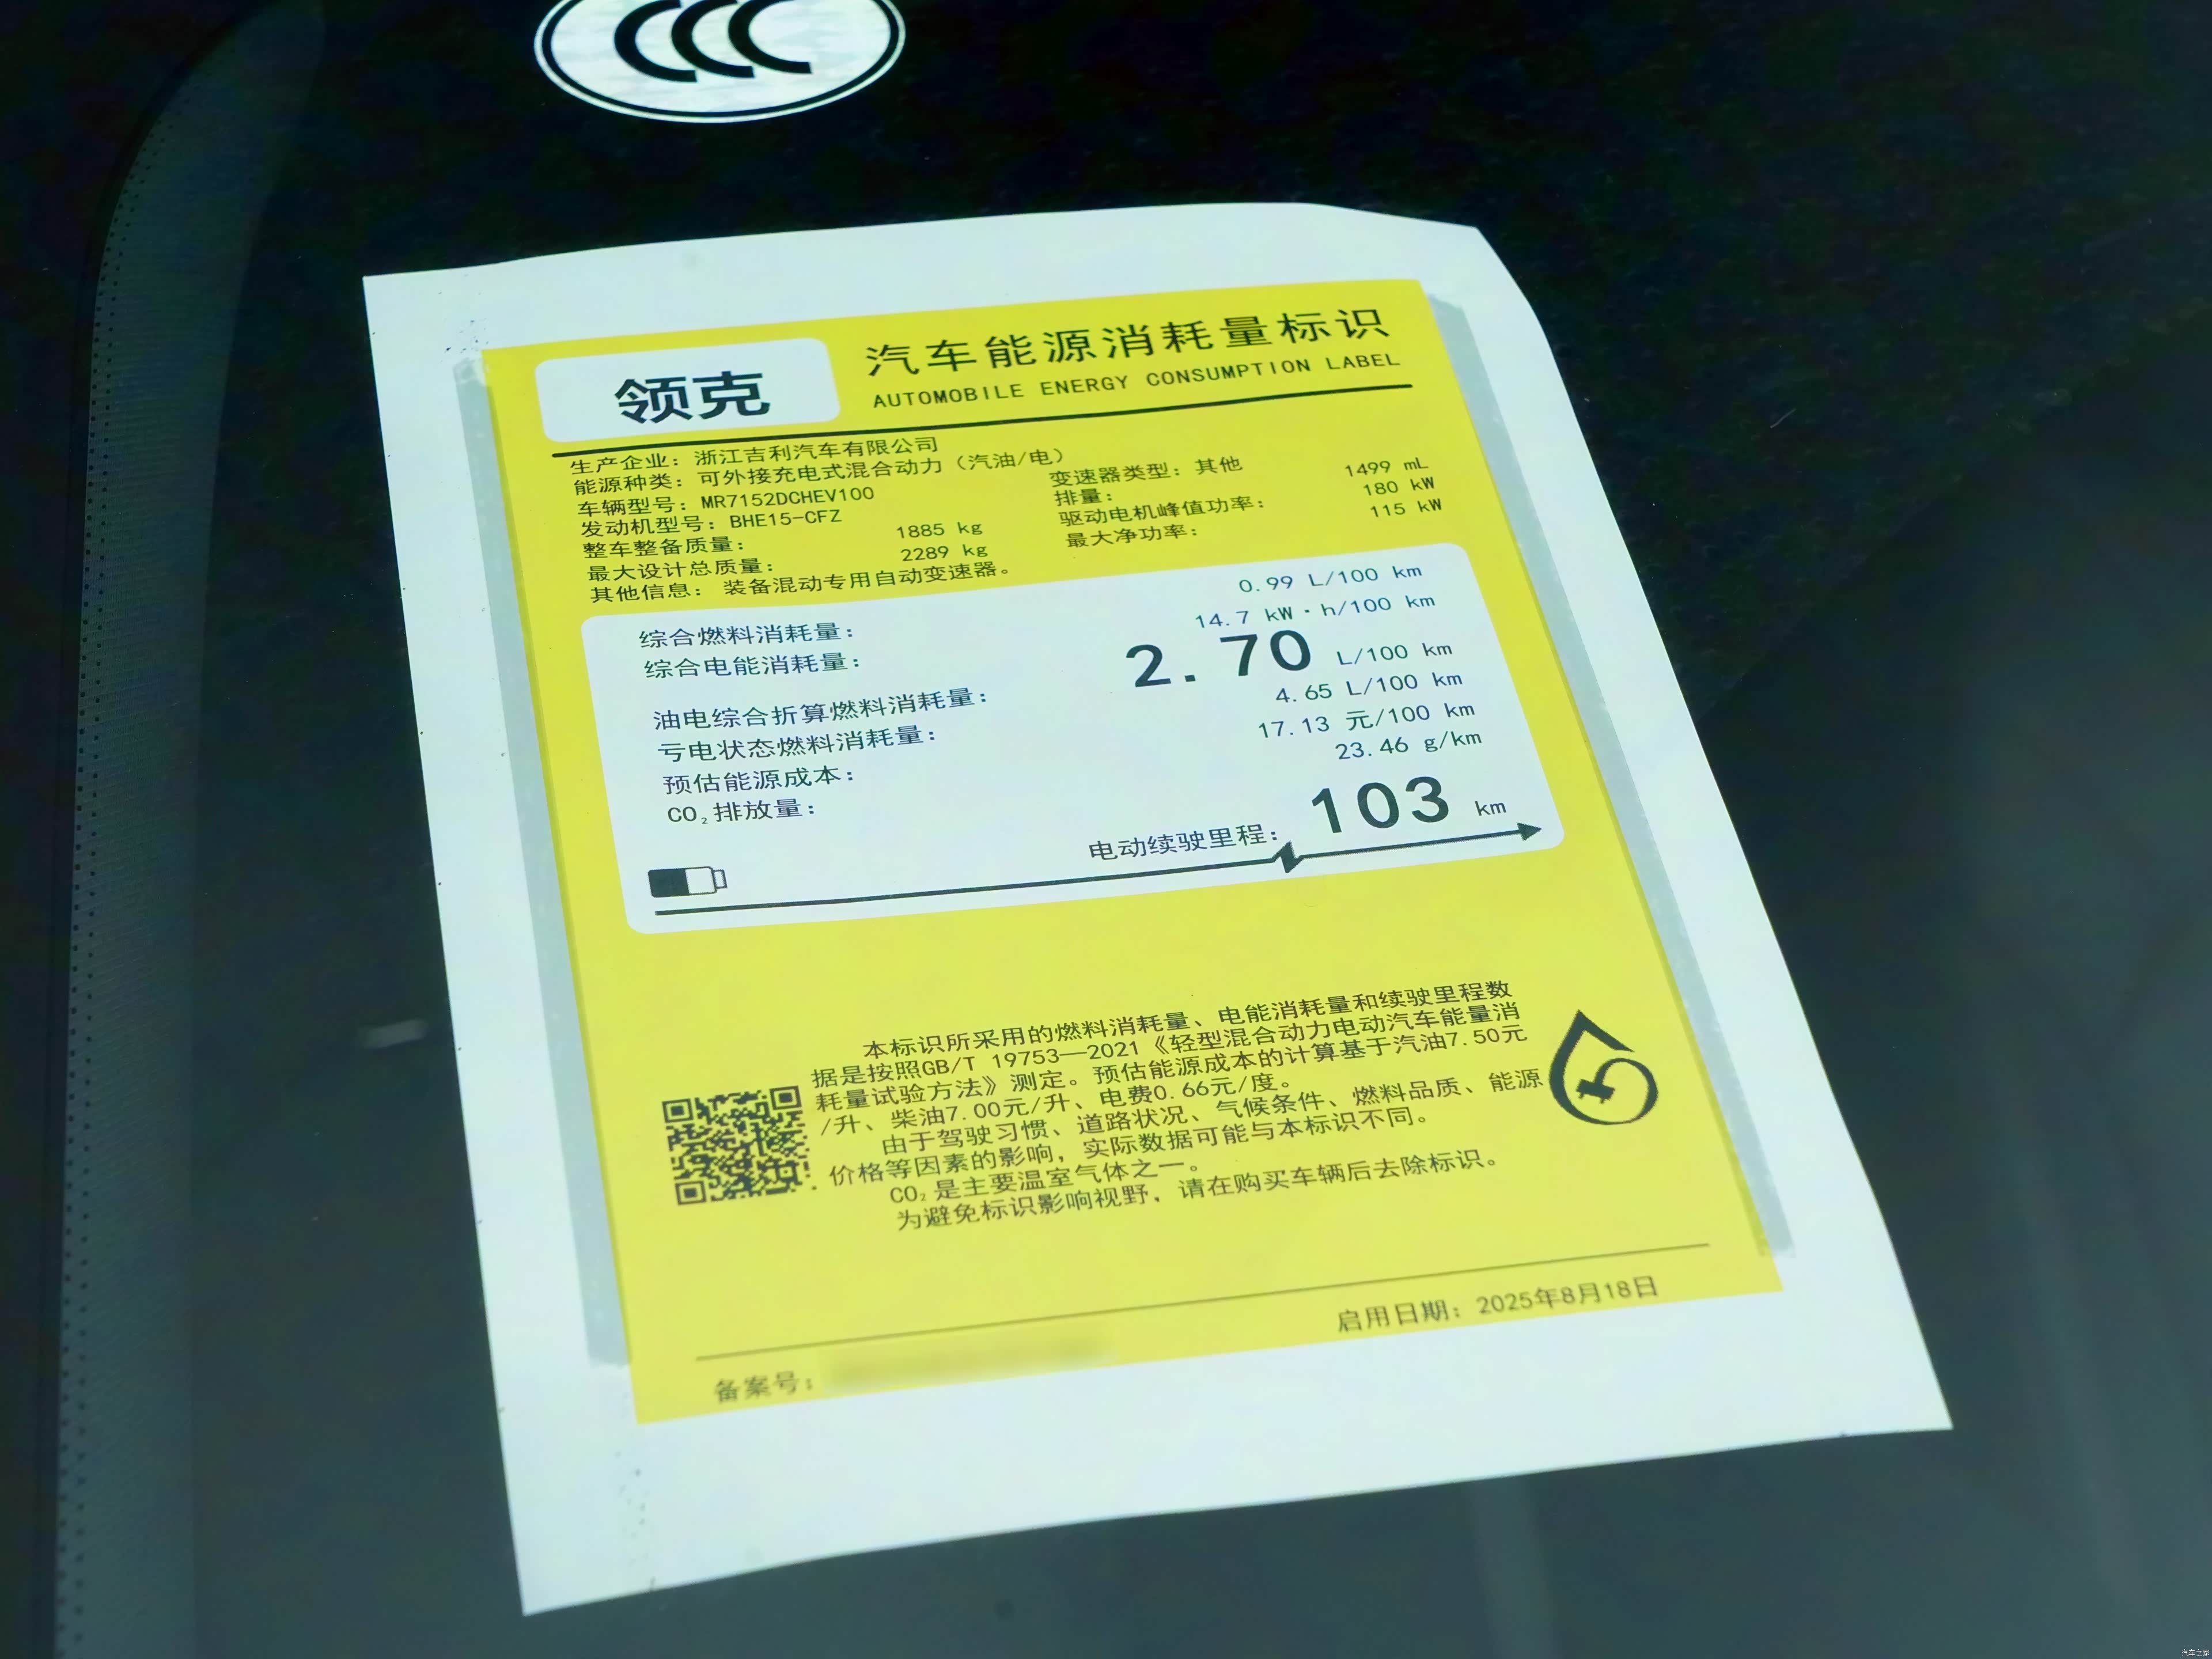 CCC
领克
汽车能源消耗量标识
AUTOMOBILE ENERGY CONSUMPTION LABEL
生产企业：浙江吉利汽车有限公司
能源种类：可外接充电式混合动力（汽油/电）
车辆型号：MR7152DCHEV100
变速器类型：其他
发动机型号：BHE15-CFZ
排量： 1499 mL
整车整备质量： 1885 kg
驱动电机峰值功率： 180 kW
最大设计总质量： 2289 kg
最大净功率： 115 kW
其他信息： 装备混动专用自动变速器。
综合燃料消耗量： 0.99 L/100 km
综合电能消耗量： 14.7 kW·h/100 km
油电综合折算燃料消耗量： 2.70 L/100 km
亏电状态燃料消耗量： 4.65 L/100 km
预估能源成本： 17.13 元/100 km
CO₂排放量： 23.46 g/km
电动续驶里程： 103 km
本标识所采用的燃料消耗量、电能消耗量和续驶里程数
据是按照GB/T 19753—2021《轻型混合动力电动汽车能量消
耗量试验方法》测定。预估能源成本的计算基于汽油7.50元
/升、柴油7.00元/升、电费0.66元/度。
由于驾驶习惯、道路状况、气候条件、燃料品质、能源
价格等因素的影响，实际数据可能与本标识不同。
CO₂是主要温室气体之一。
为避免标识影响视野，请在购买车辆后去除标识。
启用日期：2025年8月18日
备案号：
汽车之家